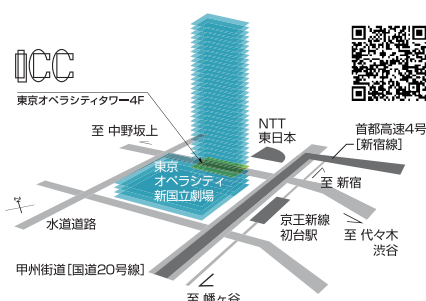 ICC
東京オペラシティタワー4F
至 中野坂上
NTT
東日本
首都高速4号
[新宿線]
東京
オペラシティ
新国立劇場
至 新宿
水道道路
京王新線
初台駅
至 代々木
渋谷
甲州街道[国道20号線]
至 幡ヶ谷